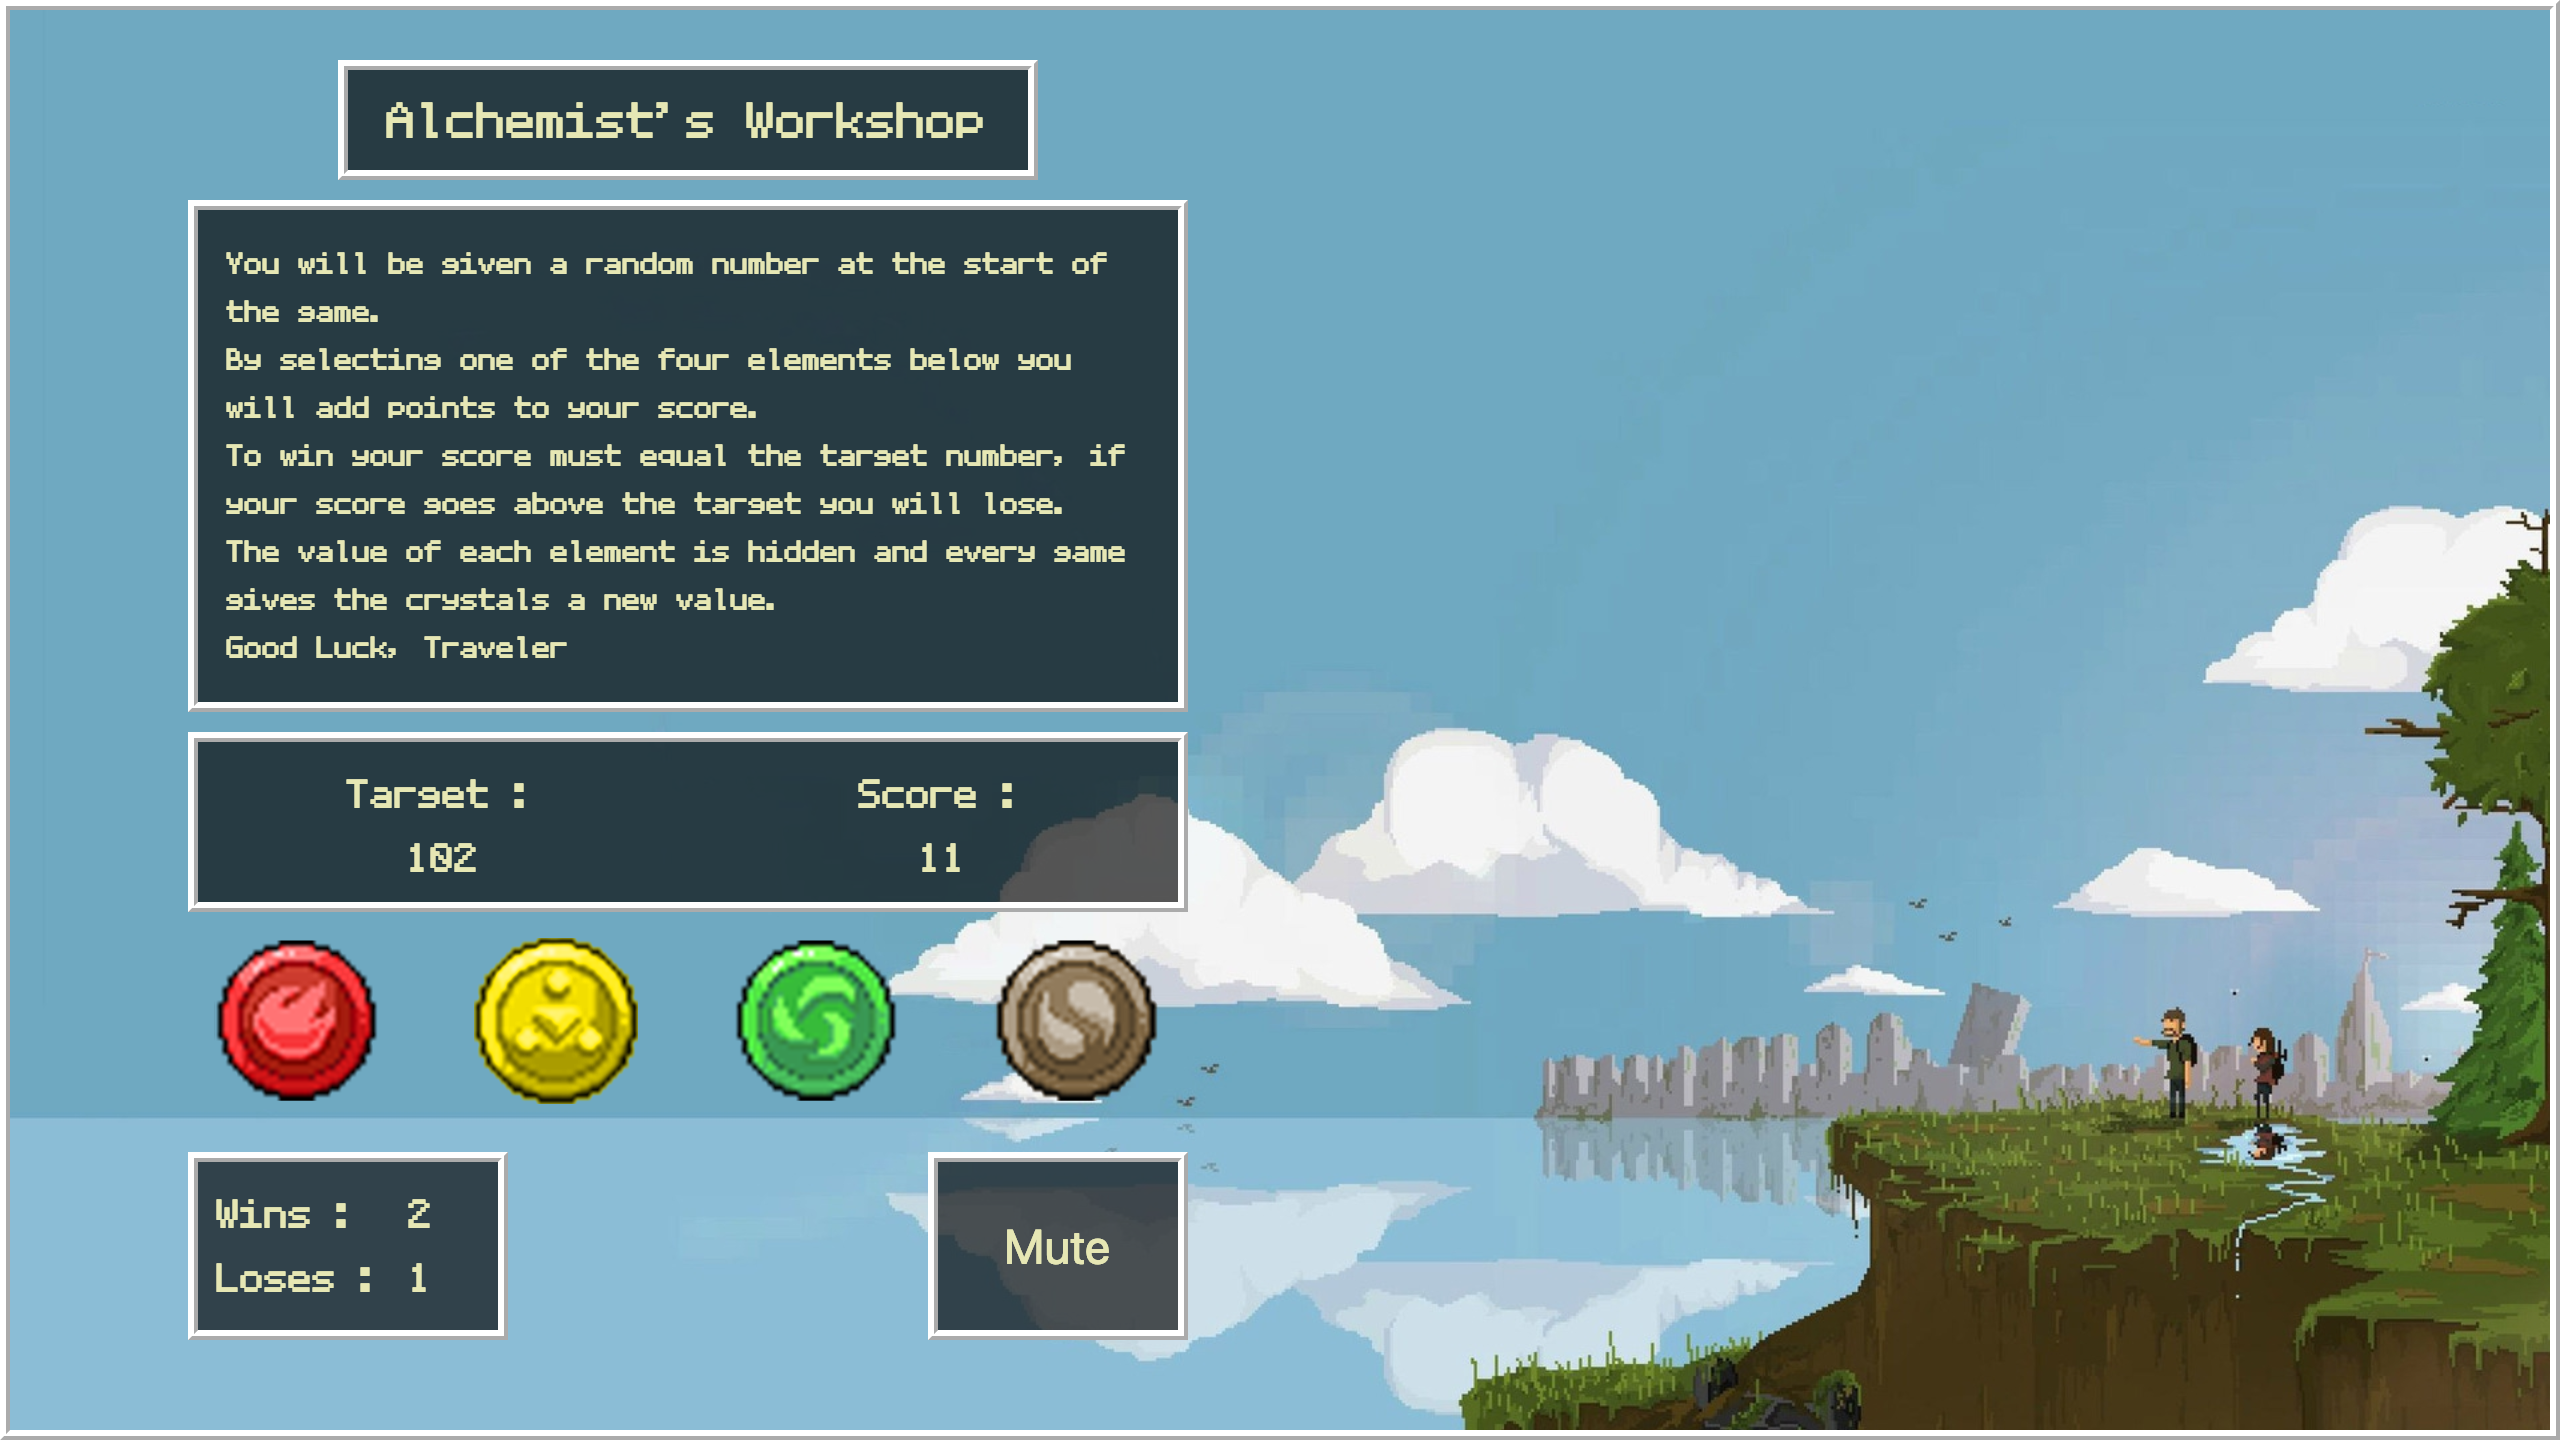 Alchemist's Workshop
You will be given a random number at the start of
the game.
By selecting one of the four elements below you
will add points to your score.
To win your score must equal the target number, if
your score goes above the target you will lose.
The value of each element is hidden and every game
gives the crystals a new value.
Good Luck, Traveler
Target : Score :
102 11
Wins : 2
Loses : 1
Mute